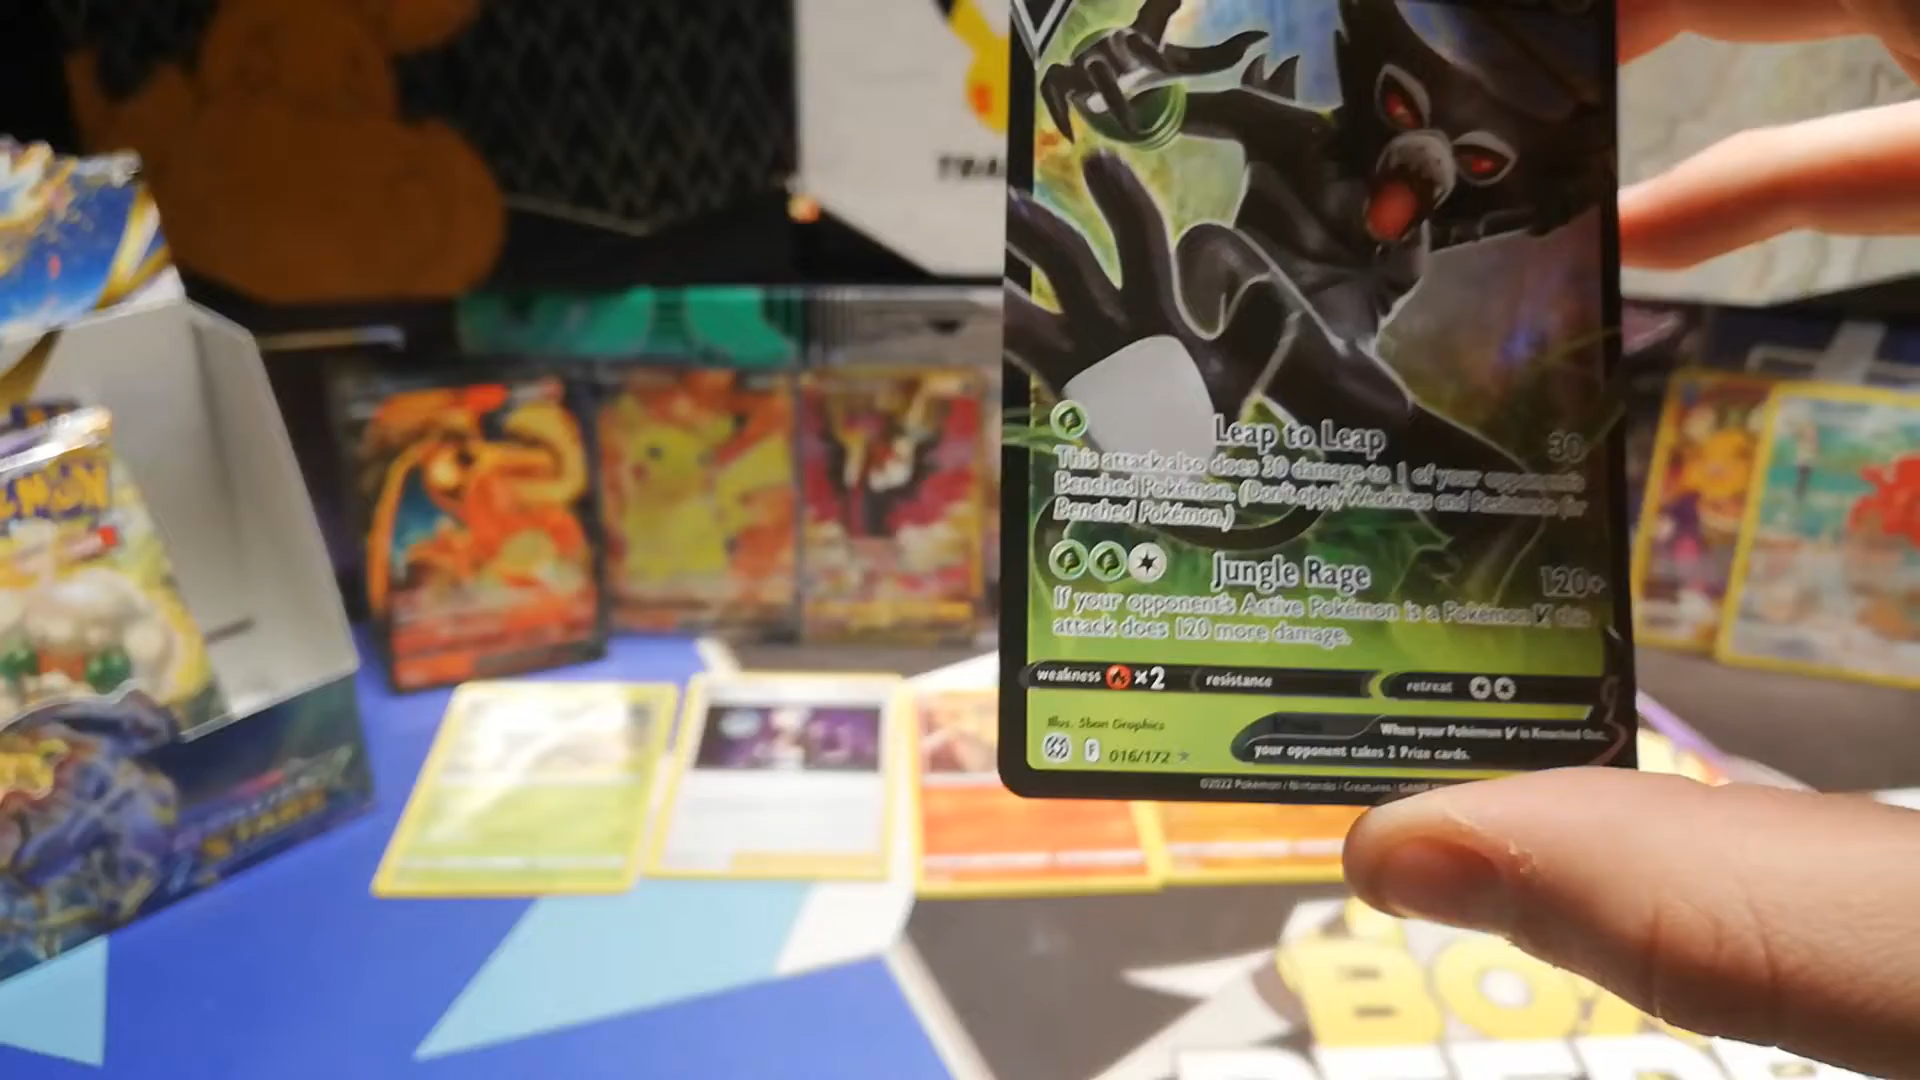 Leap to Leap 30
This attack also does 30 damage to 1 of your opponent's
Benched Pokémon. (Don't apply Weakness and Resistance for
Benched Pokémon.)
Jungle Rage 120+
If your opponent's Active Pokémon is a Pokémon V, this
attack does 120 more damage.
weakness ×2 resistance retreat
Illus. 5ban Graphics
When your Pokémon V is Knocked Out,
F 016/172 ★ your opponent takes 2 Prize cards.
©2022 Pokémon / Nintendo / Creatures /
TRAI